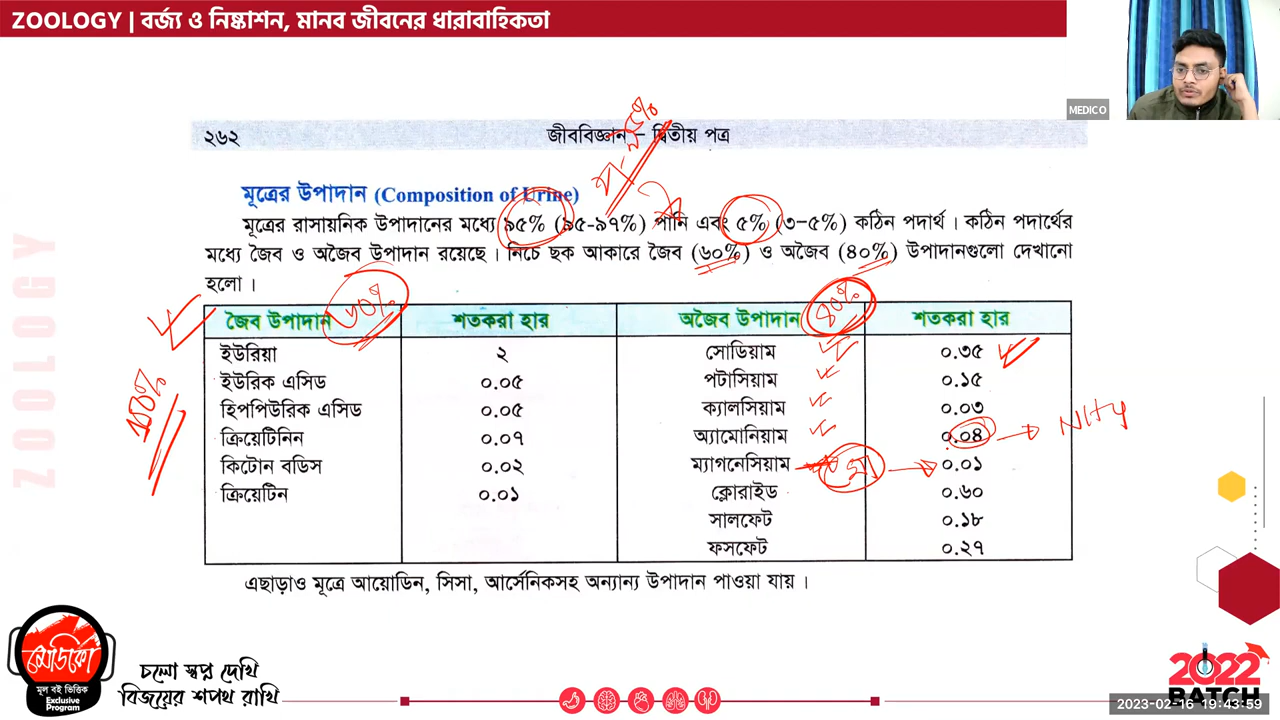 ZOOLOGY | বর্জ্য ও নিষ্কাশন, মানব জীবনের ধারাবাহিকতা
MEDICO
২৬২ জীববিজ্ঞান – দ্বিতীয় পত্র
৫%
মূত্রের উপাদান (Composition of Urine)
মূত্রের রাসায়নিক উপাদানের মধ্যে ৯৫% (৯৫-৯৭%) পানি এবং ৫% (৩–৫%) কঠিন পদার্থ। কঠিন পদার্থের
মধ্যে জৈব ও অজৈব উপাদান রয়েছে। নিচে ছক আকারে জৈব (৬০%) ও অজৈব (৪০%) উপাদানগুলো দেখানো
হলো।
জৈব উপাদান ৬০% শতকরা হার অজৈব উপাদান ৪০% শতকরা হার
ইউরিয়া ২ সোডিয়াম ০.৩৫
ইউরিক এসিড ০.০৫ পটাসিয়াম ০.১৫
হিপপিউরিক এসিড ০.০৫ ক্যালসিয়াম ০.০৩
ক্রিয়েটিনিন ০.০৭ অ্যামোনিয়াম ০.০৪ NH4
কিটোন বডিস ০.০২ ম্যাগনেসিয়াম ০.০১
ক্রিয়েটিন ০.০১ ক্লোরাইড ০.৬০
সালফেট ০.১৮
ফসফেট ০.২৭
100%
এছাড়াও মূত্রে আয়োডিন, সিসা, আর্সেনিকসহ অন্যান্য উপাদান পাওয়া যায়।
ZOOLOGY
মেডিকো
মূল বই ভিত্তিক
Exclusive
Program
চলো স্বপ্ন দেখি
বিজয়ের শপথ রাখি
2022
BATCH
2023-02-16 19:43:59